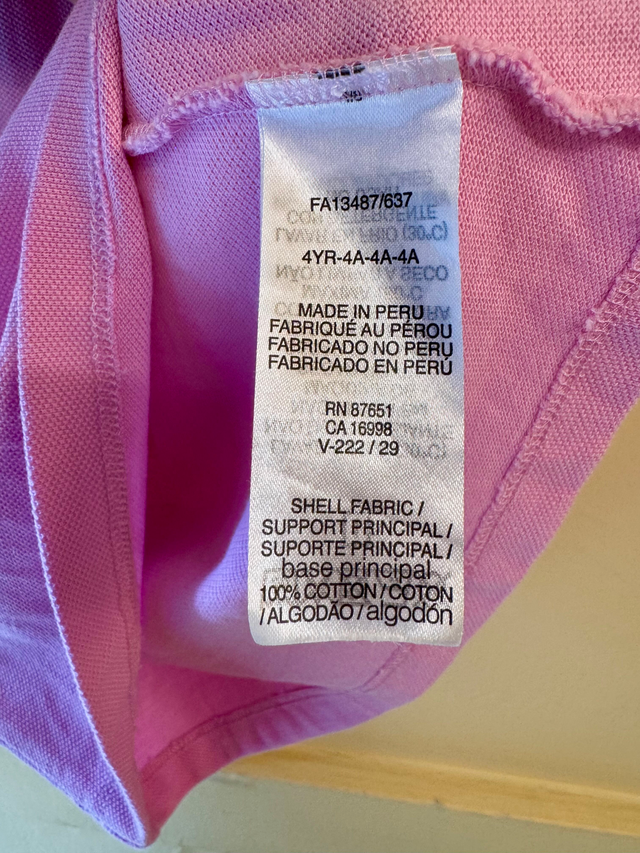 FA13487/637
4YR-4A-4A-4A
MADE IN PERU
FABRIQUÉ AU PÉROU
FABRICADO NO PERU
FABRICADO EN PERÚ
RN 87651
CA 16998
V-222 / 29
SHELL FABRIC /
SUPPORT PRINCIPAL /
SUPORTE PRINCIPAL /
base principal
100% COTTON / COTON
/ ALGODÃO / algodón